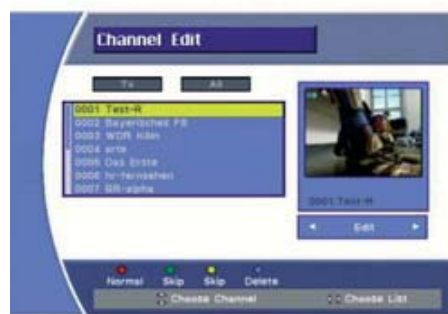 Channel Edit
Tv All
0001 Test-R
0002 Bayerisches FS
0003 WDR Köln
0004 arte
0005 Das Erste
0006 hr-fernsehen
0007 BR-alpha
0001 Test-R
Edit
Normal Skip Skip Delete
Choose Channel Choose List